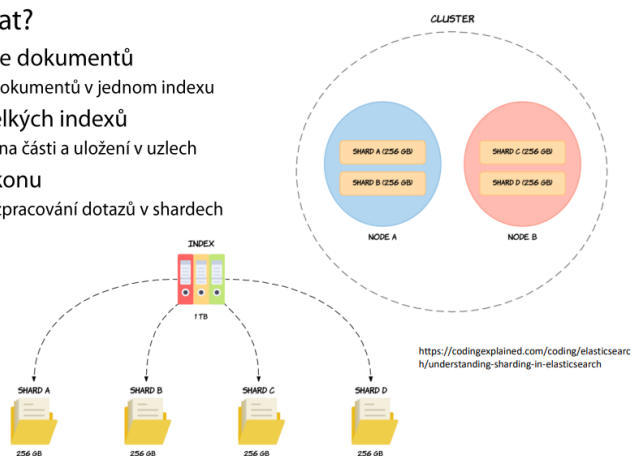 at?
e dokumentů
okumentů v jednom indexu
elkých indexů
na části a uložení v uzlech
konu
zpracování dotazů v shardech
CLUSTER
SHARD A (256 GB)
SHARD B (256 GB)
NODE A
SHARD C (256 GB)
SHARD D (256 GB)
NODE B
INDEX
1 TB
https://codingexplained.com/coding/elasticsearc
h/understanding-sharding-in-elasticsearch
SHARD A
SHARD B
SHARD C
SHARD D
256 GB
256 GB
256 GB
256 GB